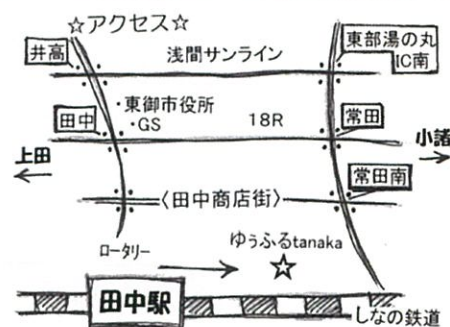 ☆アクセス☆
井高
浅間サンライン
東部湯の丸
IC南
・東御市役所
田中
・GS
18R
常田
小諸
上田
常田南
〈田中商店街〉
ロータリー
ゆぅふるtanaka
田中駅
しなの鉄道